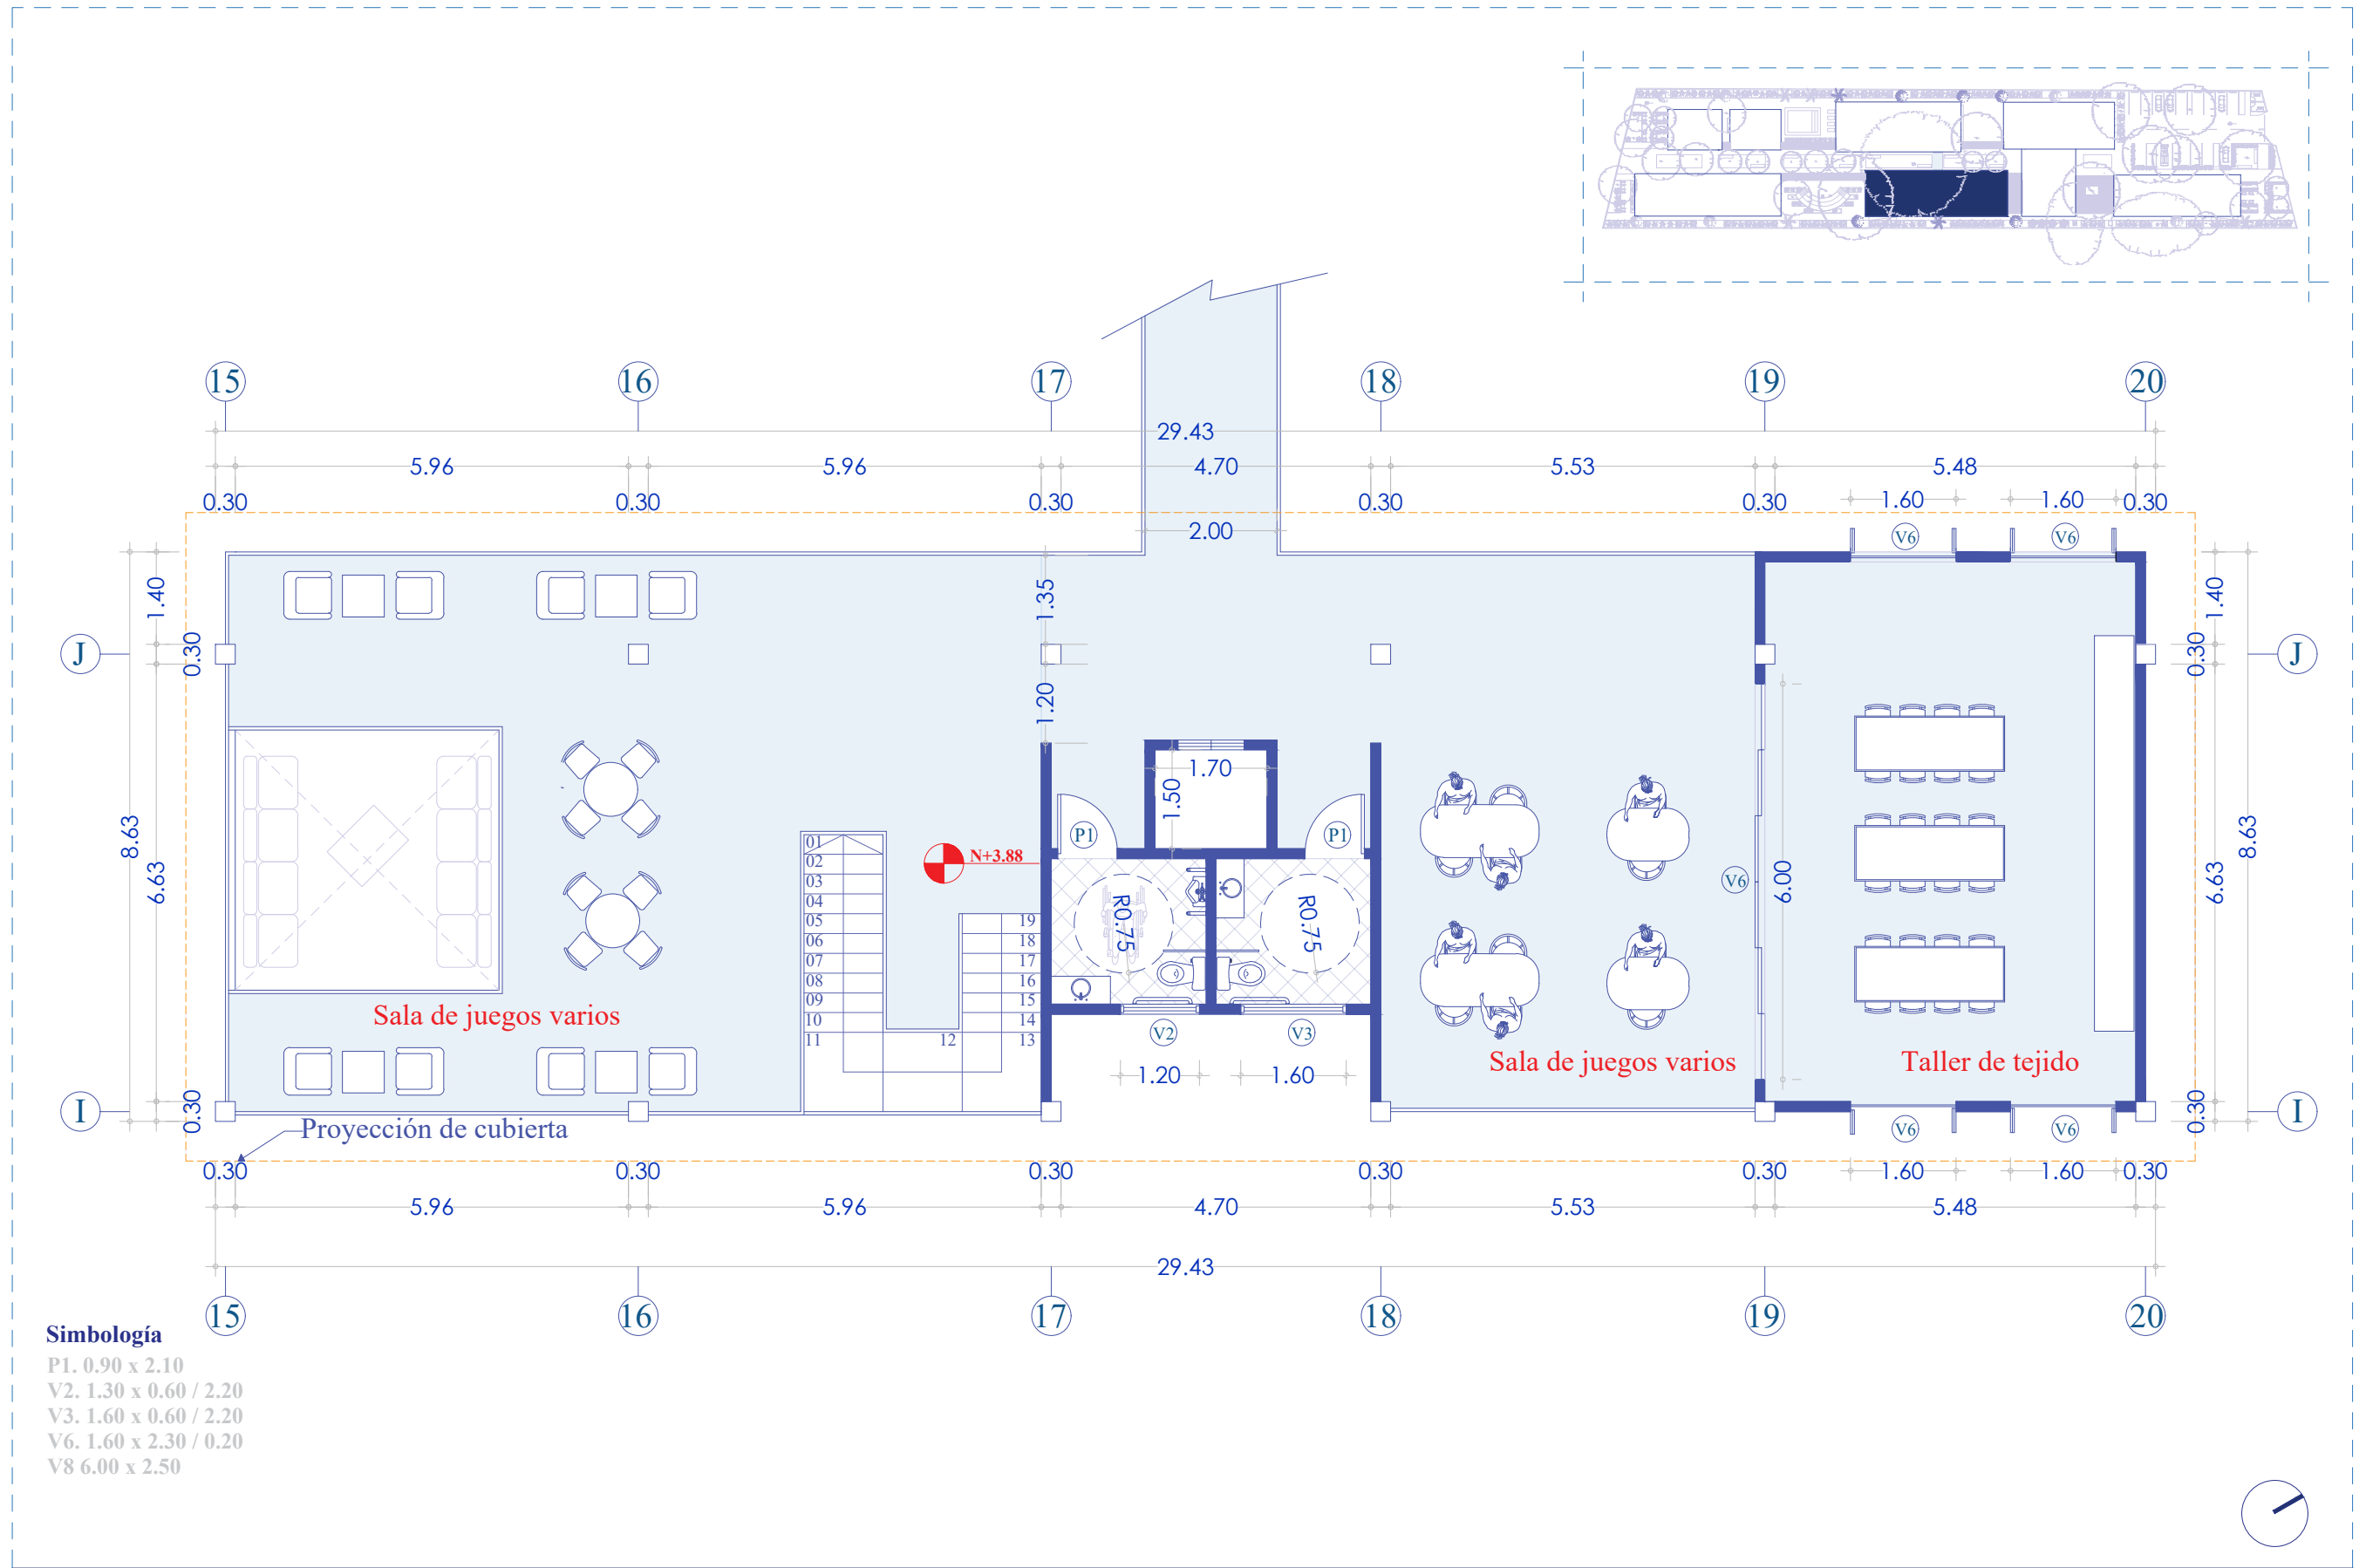 15 16 17 18 19 20
29.43
5.96 5.96 4.70 5.53 5.48
0.30 0.30 0.30 0.30 0.30 1.60 1.60 0.30
2.00
V6 V6
1.40 1.35 1.40
J 0.30 0.30 J
1.20
1.70
1.50
P1 P1
8.63 6.63 6.63 8.63
N+3.88
01
02
03
04
05 19
06 18
07 17
08 16
09 15
10 14
11 12 13
R0.75 R0.75
V6 6.00
Sala de juegos varios
V2 V3
1.20 1.60
Sala de juegos varios
Taller de tejido
I 0.30 0.30 I
Proyección de cubierta
V6 V6
0.30 0.30 0.30 0.30 0.30 1.60 1.60 0.30
5.96 5.96 4.70 5.53 5.48
29.43
15 16 17 18 19 20
Simbología
P1. 0.90 x 2.10
V2. 1.30 x 0.60 / 2.20
V3. 1.60 x 0.60 / 2.20
V6. 1.60 x 2.30 / 0.20
V8 6.00 x 2.50